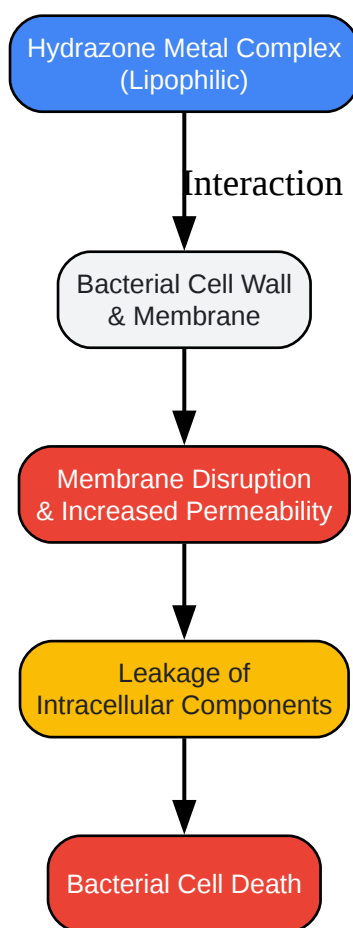 Hydrazone Metal Complex
(Lipophilic)
Interaction
Bacterial Cell Wall
& Membrane
Membrane Disruption
& Increased Permeability
Leakage of
Intracellular Components
Bacterial Cell Death